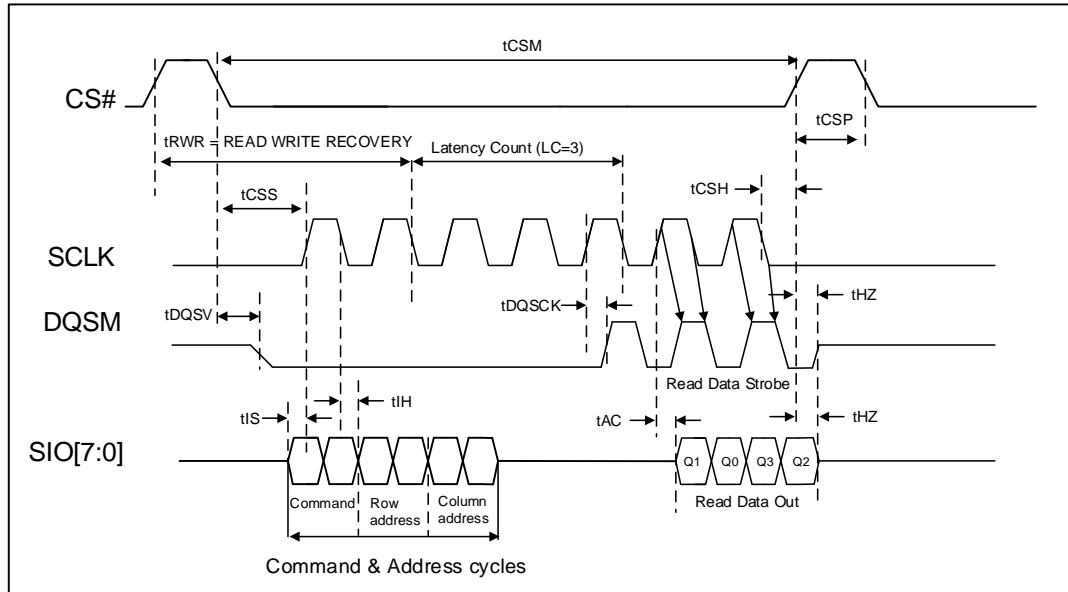 tCSM
CS#
tCSP
tRWR = READ WRITE RECOVERY
Latency Count (LC=3)
tCSH
tCSS
SCLK
tDQSV
tDQSCK
tHZ
DQSM
Read Data Strobe
tIS
tIH
tAC
tHZ
SIO[7:0]
Q1 Q0 Q3 Q2
Command
Row
address
Column
address
Read Data Out
Command & Address cycles